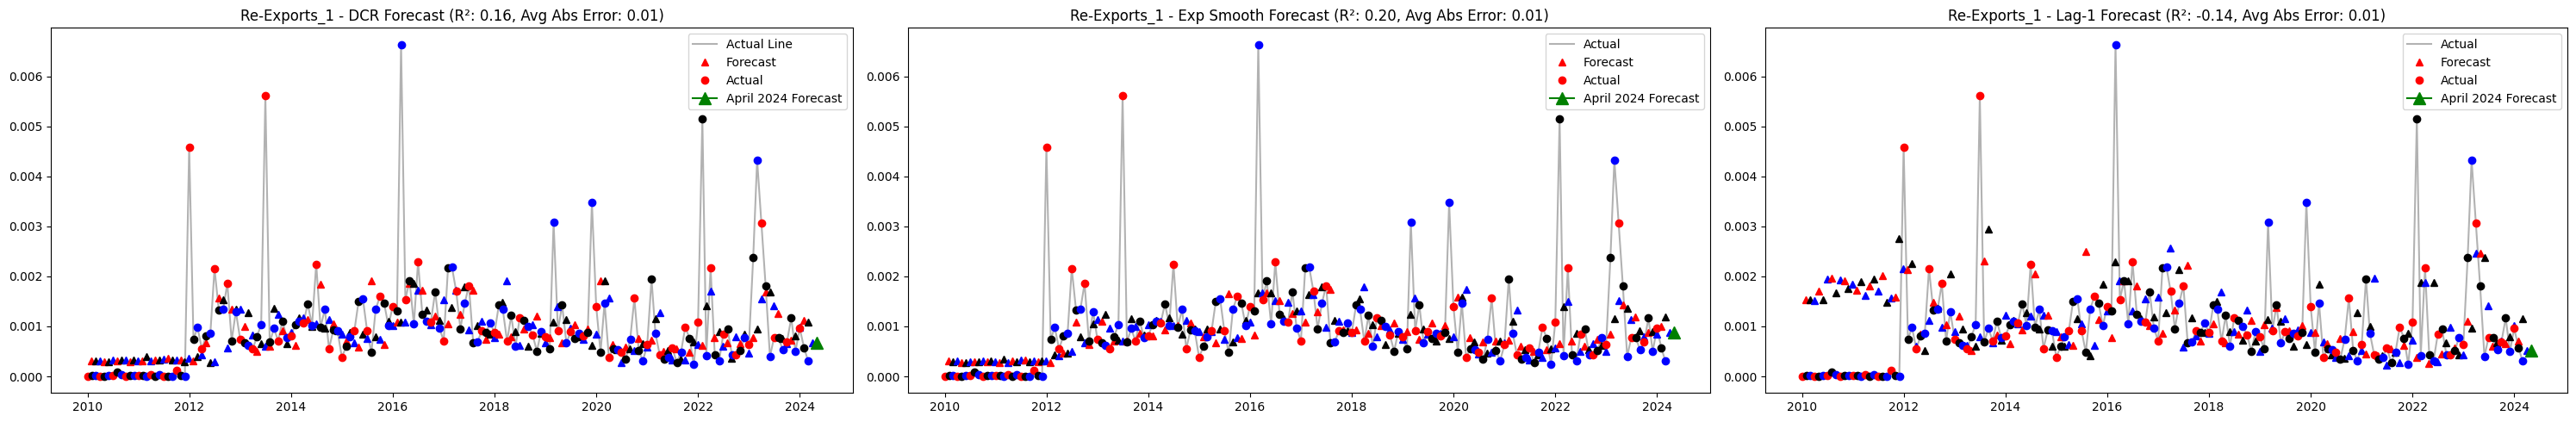 Re-Exports_1 - DCR Forecast (R²: 0.16, Avg Abs Error: 0.01)
Actual Line
Forecast
Actual
April 2024 Forecast
0.006
0.005
0.004
0.003
0.002
0.001
0.000
2010 2012 2014 2016 2018 2020 2022 2024
Re-Exports_1 - Exp Smooth Forecast (R²: 0.20, Avg Abs Error: 0.01)
Actual
Forecast
Actual
April 2024 Forecast
0.006
0.005
0.004
0.003
0.002
0.001
0.000
2010 2012 2014 2016 2018 2020 2022 2024
Re-Exports_1 - Lag-1 Forecast (R²: -0.14, Avg Abs Error: 0.01)
Actual
Forecast
Actual
April 2024 Forecast
0.006
0.005
0.004
0.003
0.002
0.001
0.000
2010 2012 2014 2016 2018 2020 2022 2024